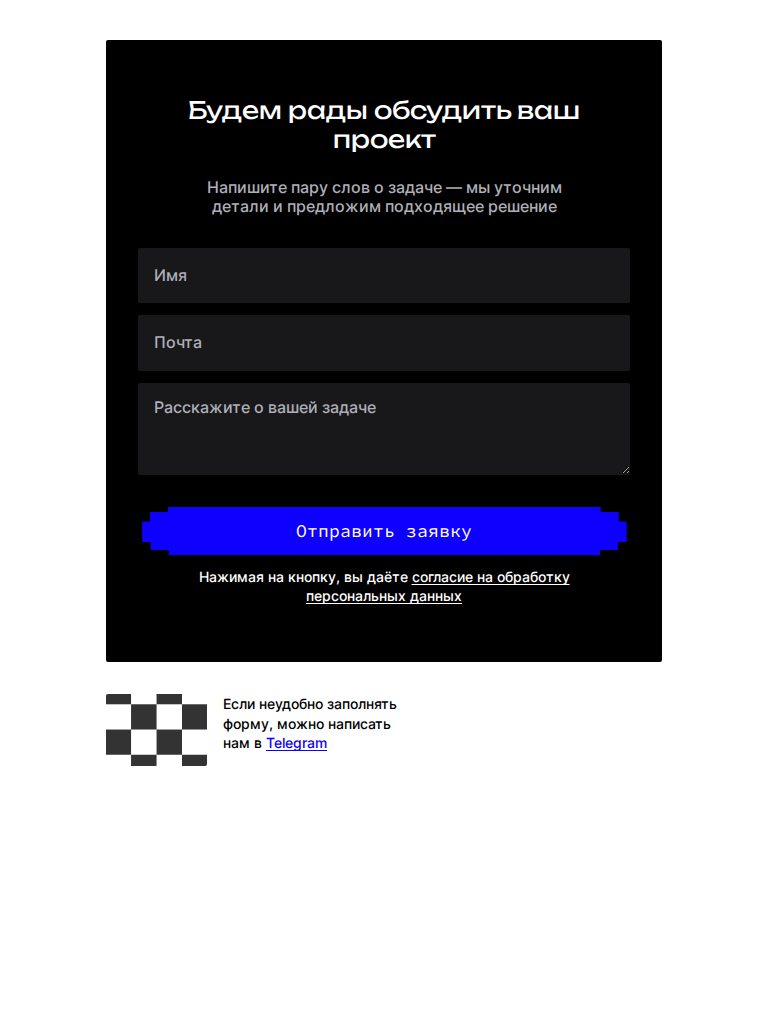 Будем рады обсудить ваш
проект
Напишите пару слов о задаче — мы уточним
детали и предложим подходящее решение
Имя
Почта
Расскажите о вашей задаче
Отправить заявку
Нажимая на кнопку, вы даёте согласие на обработку
персональных данных
Если неудобно заполнять
форму, можно написать
нам в Telegram